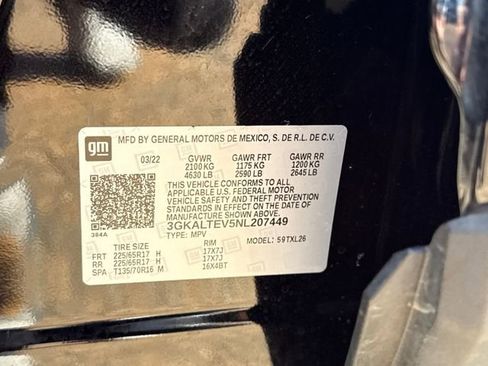 gm
MFD BY GENERAL MOTORS DE MEXICO, S. DE R.L. DE C.V.
03/22 GVWR GAWR FRT GAWR RR
2100 KG 1175 KG 1200 KG
4630 LB 2590 LB 2645 LB
THIS VEHICLE CONFORMS TO ALL
APPLICABLE U.S. FEDERAL MOTOR
VEHICLE SAFETY AND THEFT PREVENTION
STANDARDS IN EFFECT ON THE DATE OF
MANUFACTURE SHOWN ABOVE.
3GKALTEV5NL207449
384A TYPE: MPV MODEL: 59TXL26
TIRE SIZE RIM
FRT 225/65R17 H 17X7J
RR 225/65R17 H 17X7J
SPA T135/70R16 M 16X4BT